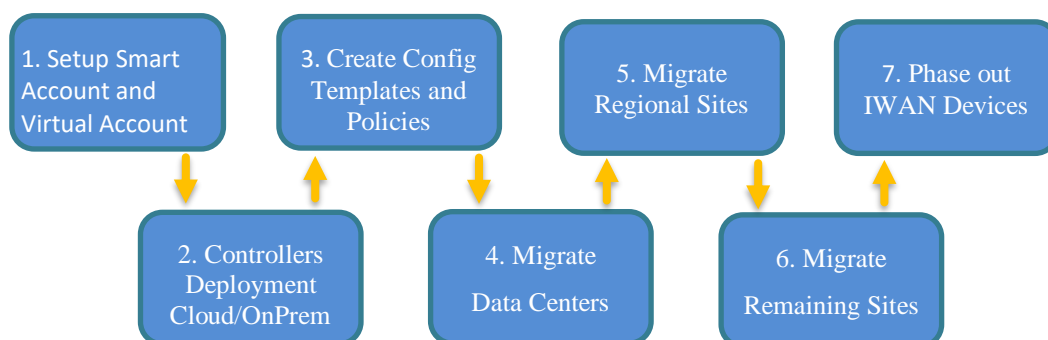 1. Setup Smart
Account and
Virtual Account
2. Controllers
Deployment
Cloud/OnPrem
3. Create Config
Templates and
Policies
4. Migrate
Data Centers
5. Migrate
Regional Sites
6. Migrate
Remaining Sites
7. Phase out
IWAN Devices